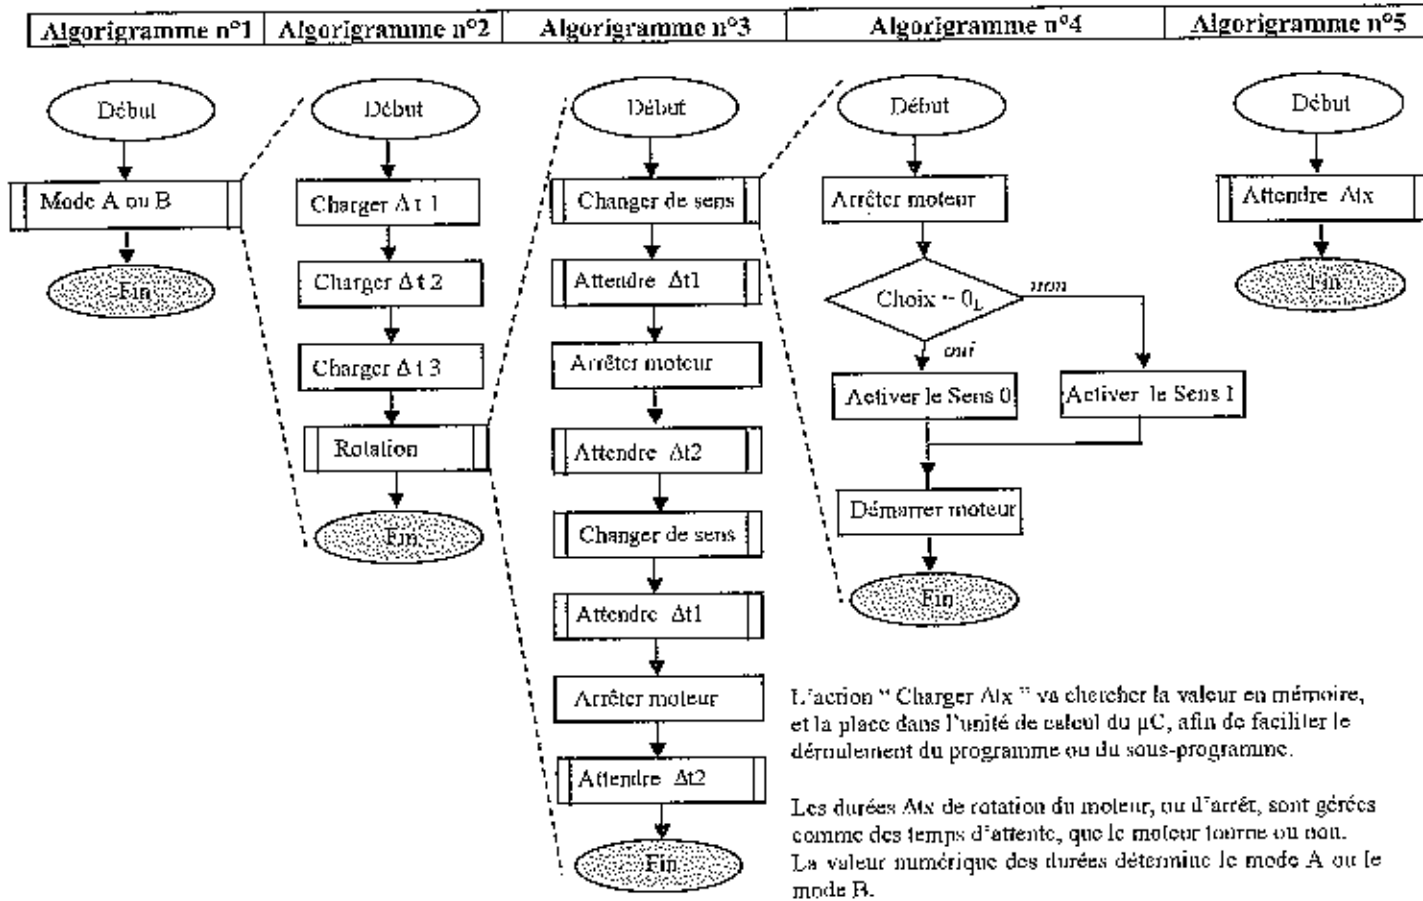 Algorigramme n°1
Algorigramme n°2
Algorigramme n°3
Algorigramme n°4
Algorigramme n°5
Début
Mode A ou B
Fin
Début
Charger Δt 1
Charger Δt 2
Charger Δt 3
Rotation
Fin
Début
Changer de sens
Attendre Δt1
Arrêter moteur
Attendre Δt2
Changer de sens
Attendre Δt1
Arrêter moteur
Attendre Δt2
Fin
Début
Arrêter moteur
Choix = 0L
non
oui
Activer le Sens 0
Activer le Sens 1
Démarrer moteur
Fin
Début
Attendre Δtx
Fin
L'action “ Charger Δtx ” va chercher la valeur en mémoire,
et la place dans l'unité de calcul du µC, afin de faciliter le
déroulement du programme ou du sous-programme.
Les durées Δtx de rotation du moteur, ou d'arrêt, sont gérées
comme des temps d'attente, que le moteur tourne ou non.
La valeur numérique des durées détermine le mode A ou le
mode B.